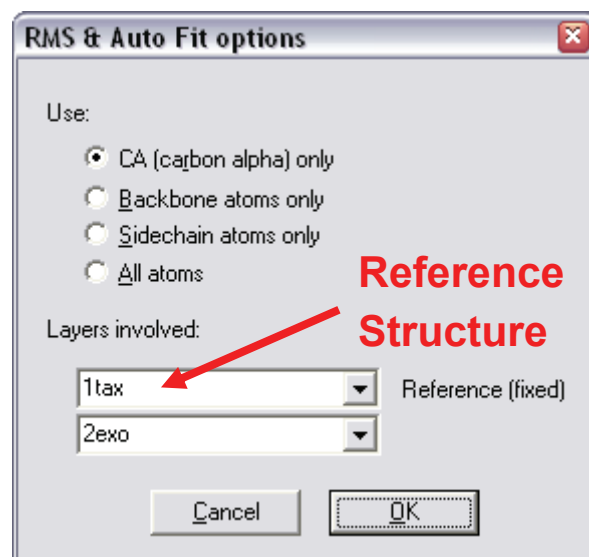 RMS & Auto Fit options
Use:
CA (carbon alpha) only
Backbone atoms only
Sidechain atoms only
All atoms
Reference
Structure
Layers involved:
1tax
Reference (fixed)
2exo
Cancel
OK